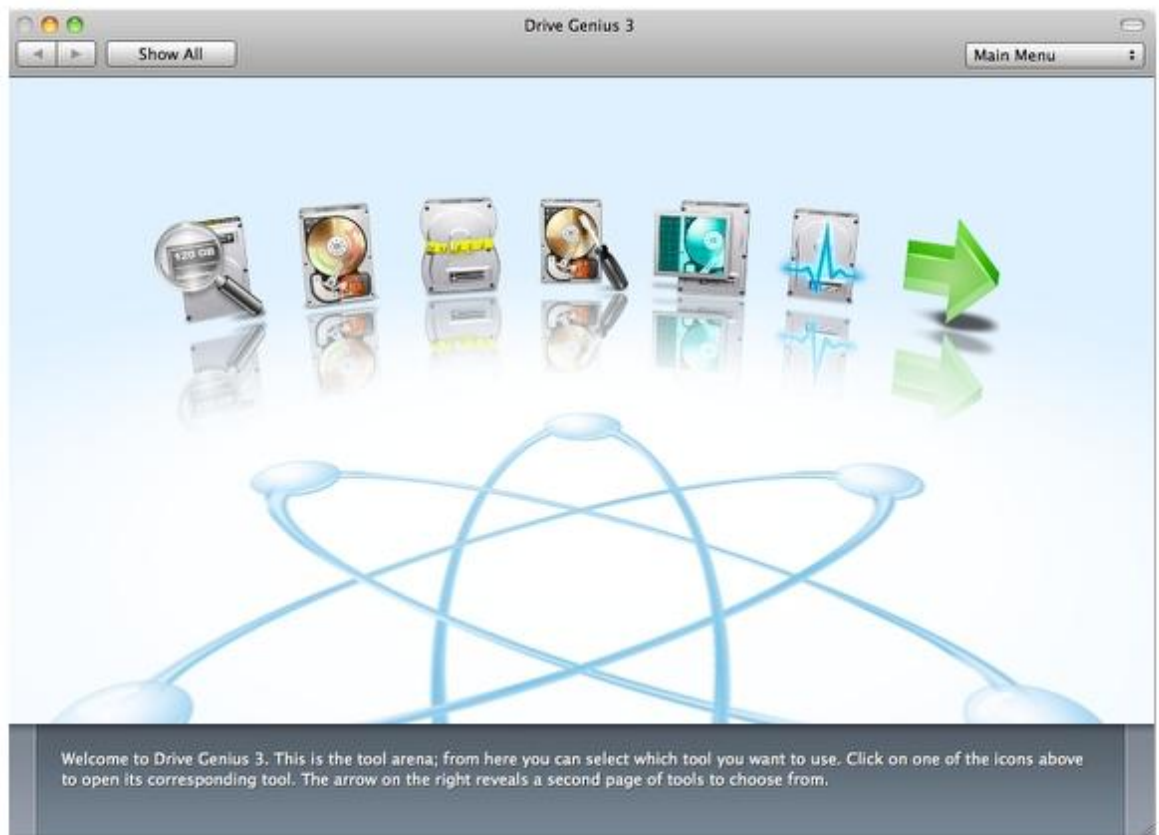 Drive Genius 3
Show All
Main Menu
120 GB
Welcome to Drive Genius 3. This is the tool arena; from here you can select which tool you want to use. Click on one of the icons above
to open its corresponding tool. The arrow on the right reveals a second page of tools to choose from.